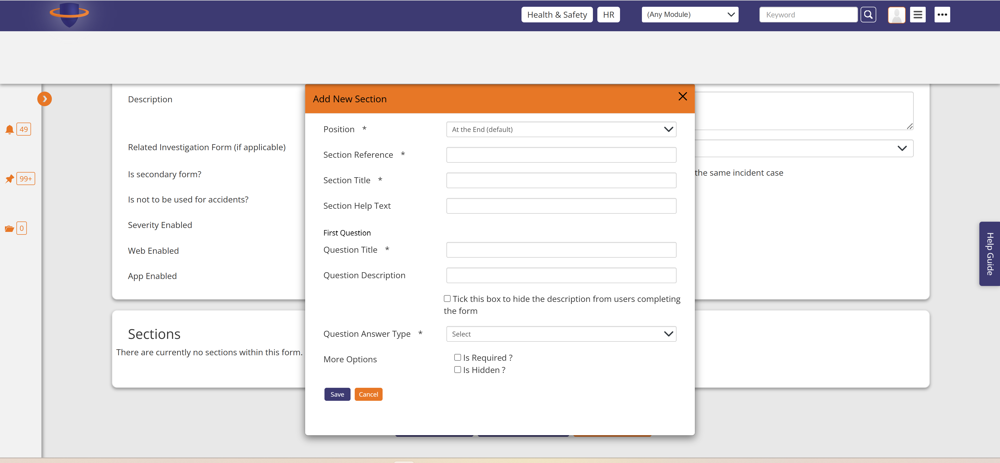 Health & Safety
HR
(Any Module)
Keyword
49
99+
0
Description
Related Investigation Form (if applicable)
Is secondary form?
the same incident case
Is not to be used for accidents?
Severity Enabled
Web Enabled
App Enabled
Sections
There are currently no sections within this form.
Add New Section
Position *
At the End (default)
Section Reference *
Section Title *
Section Help Text
First Question
Question Title *
Question Description
Tick this box to hide the description from users completing
the form
Question Answer Type *
Select
More Options
Is Required ?
Is Hidden ?
Save
Cancel
Help Guide